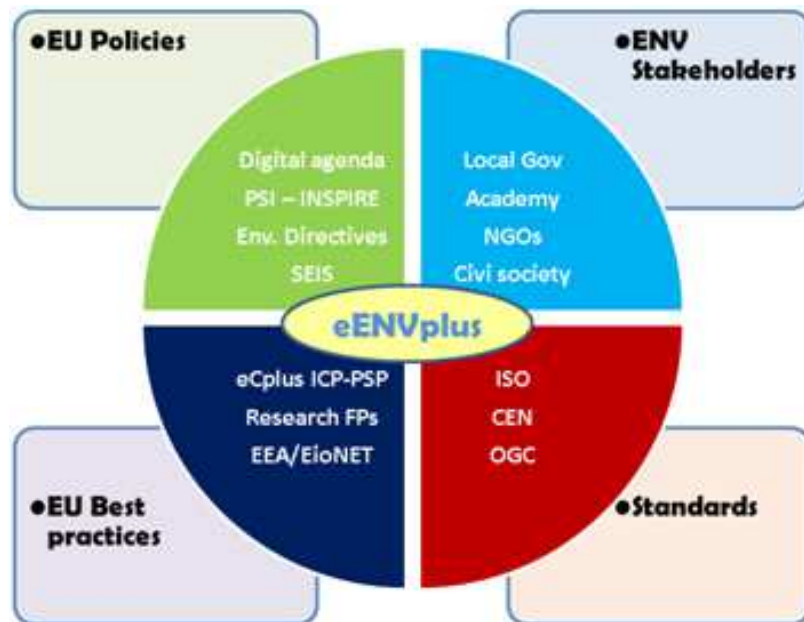 ●EU Policies
●ENV
Stakeholders
Digital agenda
PSI – INSPIRE
Env. Directives
SEIS
Local Gov
Academy
NGOs
Civi society
eENVplus
eCplus ICP-PSP
Research FPs
EEA/EioNET
ISO
CEN
OGC
●EU Best
practices
●Standards